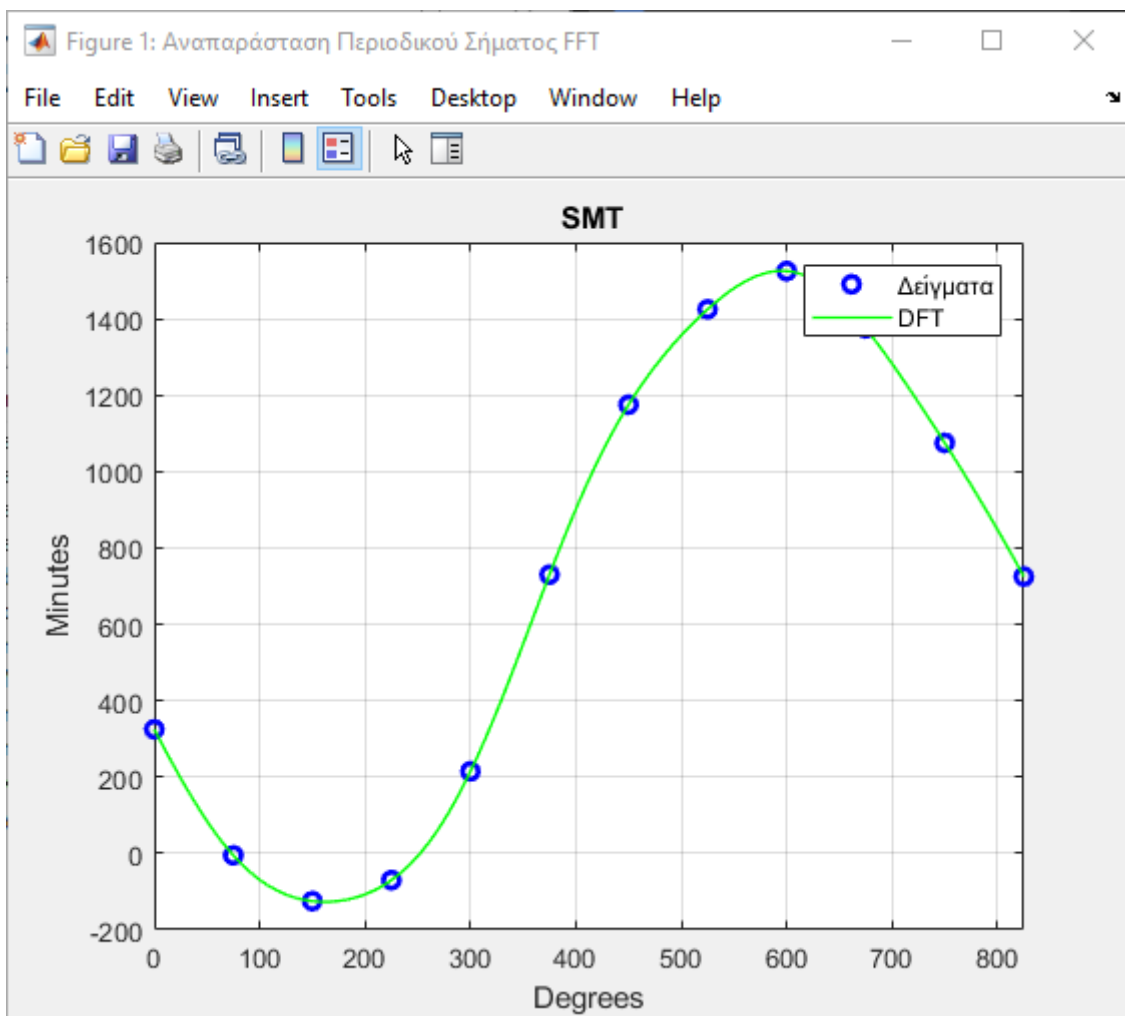 Figure 1: Αναπαράσταση Περιοδικού Σήματος FFT
File Edit View Insert Tools Desktop Window Help
SMT
1600
1400
1200
1000
800
600
400
200
0
-200
Minutes
Δείγματα
DFT
0 100 200 300 400 500 600 700 800
Degrees